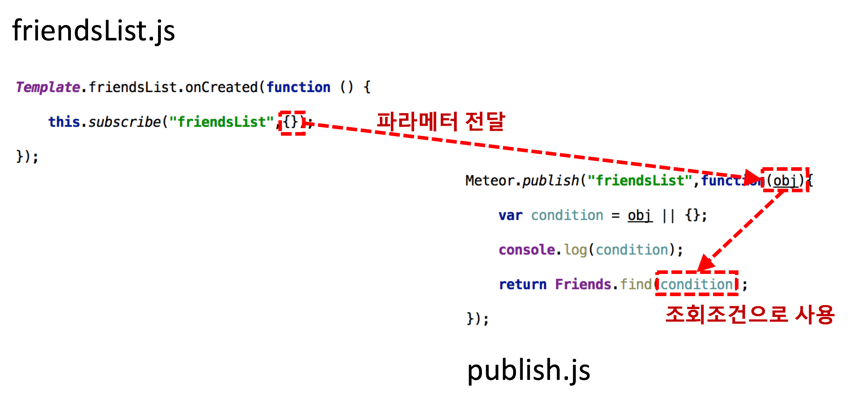 friendsList.js
Template.friendsList.onCreated(function () {
this.subscribe("friendsList",{});
파라메터 전달
});
Meteor.publish("friendsList",function(obj){
var condition = obj || {};
console.log(condition);
return Friends.find(condition);
조회조건으로 사용
});
publish.js